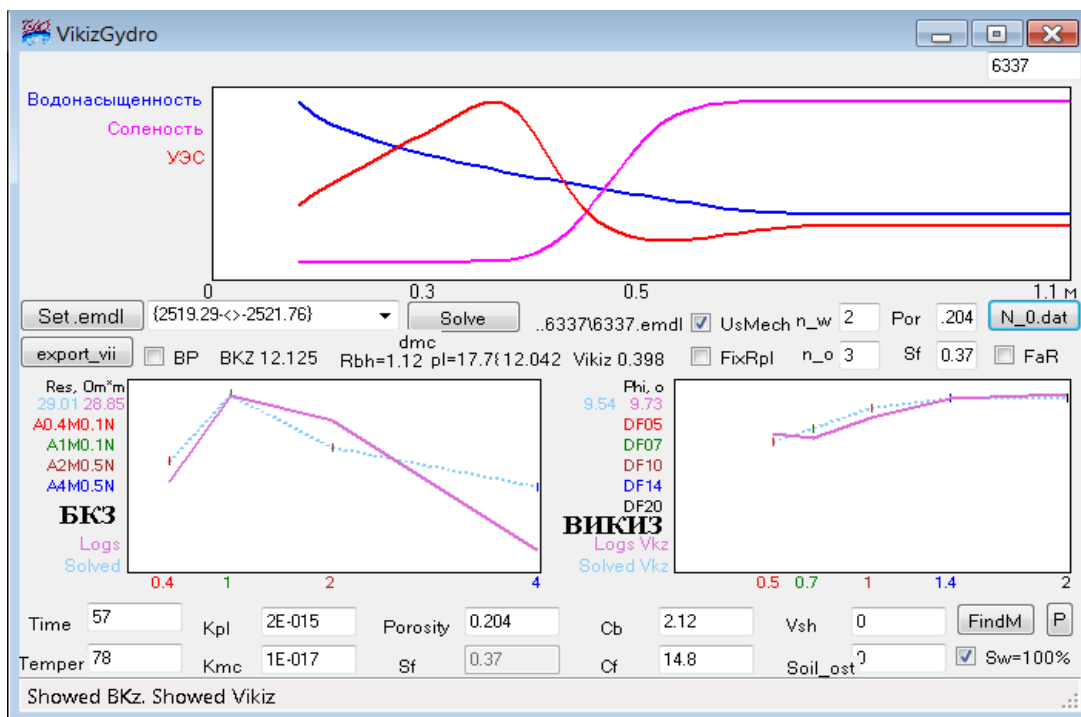 VikizGydro
6337
Водонасыщенность
Соленость
УЭС
0 0.3 0.5 1.1 м
Set.emdl {2519.29-<>-2521.76} Solve ..6337\6337.emdl UsMech n_w 2 Por .204 N_0.dat
dmc
export_vii BP BKZ 12.125 Rbh=1.12 pl=17.78 12.042 Vikiz 0.398 FixRpl n_o 3 Sf 0.37 FaR
Res, Om*m
29.01 28.85
A0.4M0.1N
A1M0.1N
A2M0.5N
A4M0.5N
БКЗ
Logs
Solved
0.4 1 2 4
Phi, o
9.54 9.73
DF05
DF07
DF10
DF14
DF20
ВИКИЗ
Logs Vkz
Solved Vkz
0.5 0.7 1 1.4 2
Time 57 Kpl 2E-015 Porosity 0.204 Cb 2.12 Vsh 0 FindM P
Temper 78 Kmc 1E-017 Sf 0.37 Cf 14.8 Soil_ost Sw=100%
Showed BKz. Showed Vikiz